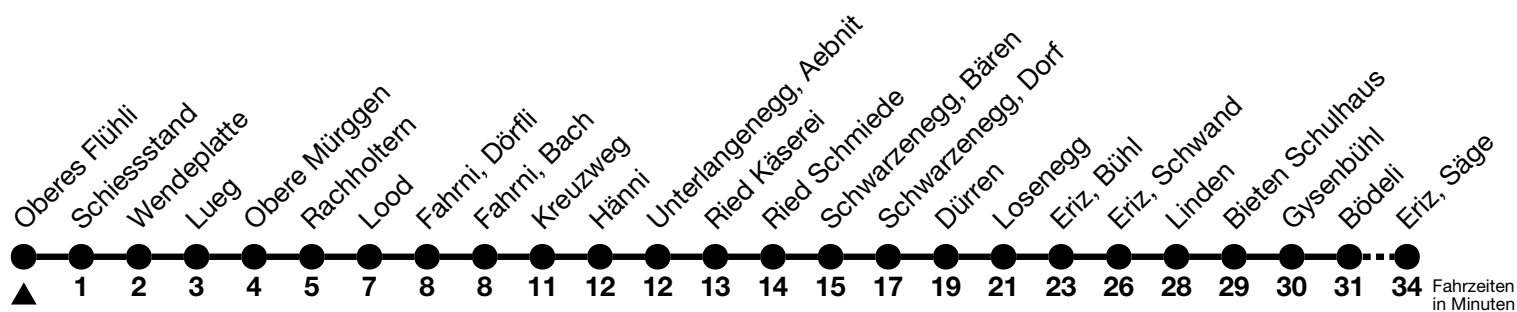 Oberes Flühli
Schiessstand
Wendeplatte
Lueg
Obere Mürggen
Rachholtern
Lood
Fahrni, Dörfli
Fahrni, Bach
Kreuzweg
Hänni
Unterlangenegg, Aebnit
Ried Käserei
Ried Schmiede
Schwarzenegg, Bären
Schwarzenegg, Dorf
Dürren
Losenegg
Eriz, Bühl
Eriz, Schwand
Linden
Bieten Schulhaus
Gysenbühl
Bödeli
Eriz, Säge
1 2 3 4 5 7 8 8 11 12 12 13 14 15 17 19 21 23 26 28 29 30 31 34
Fahrzeiten
in Minuten